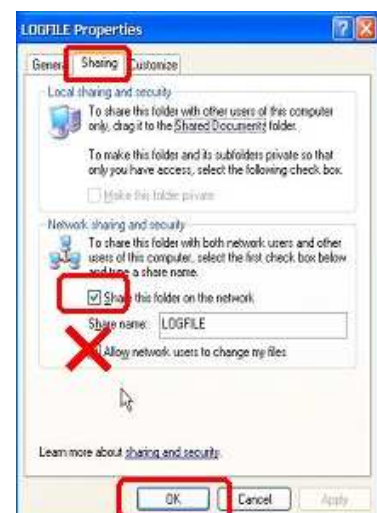 LOGFILE Properties
General Sharing Customize
Local sharing and security
To share this folder with other users of this computer
only, drag it to the Shared Documents folder.
To make this folder and its subfolders private so that
only you have access, select the following check box.
Make this folder private
Network sharing and security
To share this folder with both network users and other
users of this computer, select the first check box below
and type a share name.
Share this folder on the network
Share name: LOGFILE
Allow network users to change my files
Learn more about sharing and security.
OK Cancel Apply